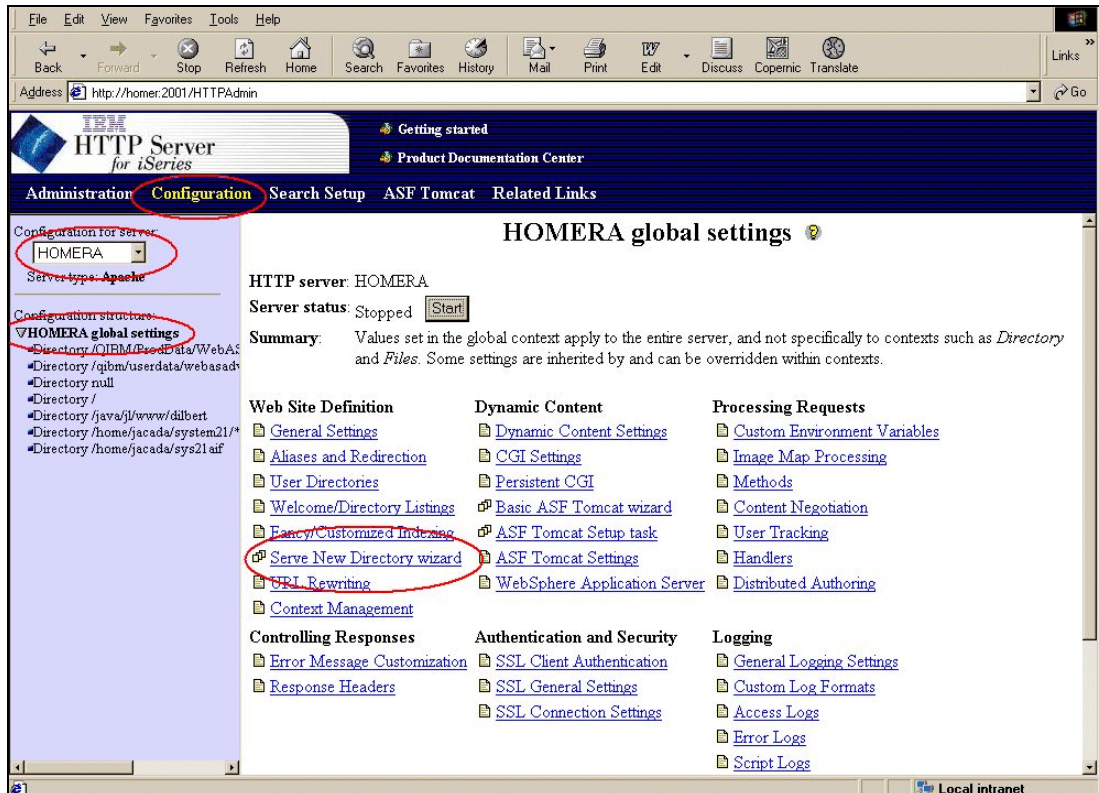 File Edit View Favorites Tools Help
Back Forward Stop Refresh Home Search Favorites History Mail Print Edit Discuss Copernic Translate Links
Address http://homer:2001/HTTPAdmin Go
IBM
HTTP Server
for iSeries
Getting started
Product Documentation Center
Administration Configuration Search Setup ASF Tomcat Related Links
Configuration for server:
HOMERA
Server type: Apache
Configuration structure:
HOMERA global settings
Directory /QIBM/ProdData/WebAS
Directory /qibm/userdata/webasadv
Directory null
Directory /
Directory /java/jl/www/dilbert
Directory /home/jacada/system21/*
Directory /home/jacada/sys21aif
HOMERA global settings
HTTP server: HOMERA
Server status: Stopped Start
Summary: Values set in the global context apply to the entire server, and not specifically to contexts such as Directory
and Files. Some settings are inherited by and can be overridden within contexts.
Web Site Definition
General Settings
Aliases and Redirection
User Directories
Welcome/Directory Listings
Fancy/Customized Indexing
Serve New Directory wizard
URL Rewriting
Context Management
Dynamic Content
Dynamic Content Settings
CGI Settings
Persistent CGI
Basic ASF Tomcat wizard
ASF Tomcat Setup task
ASF Tomcat Settings
WebSphere Application Server
Processing Requests
Custom Environment Variables
Image Map Processing
Methods
Content Negotiation
User Tracking
Handlers
Distributed Authoring
Controlling Responses
Error Message Customization
Response Headers
Authentication and Security
SSL Client Authentication
SSL General Settings
SSL Connection Settings
Logging
General Logging Settings
Custom Log Formats
Access Logs
Error Logs
Script Logs
Local intranet